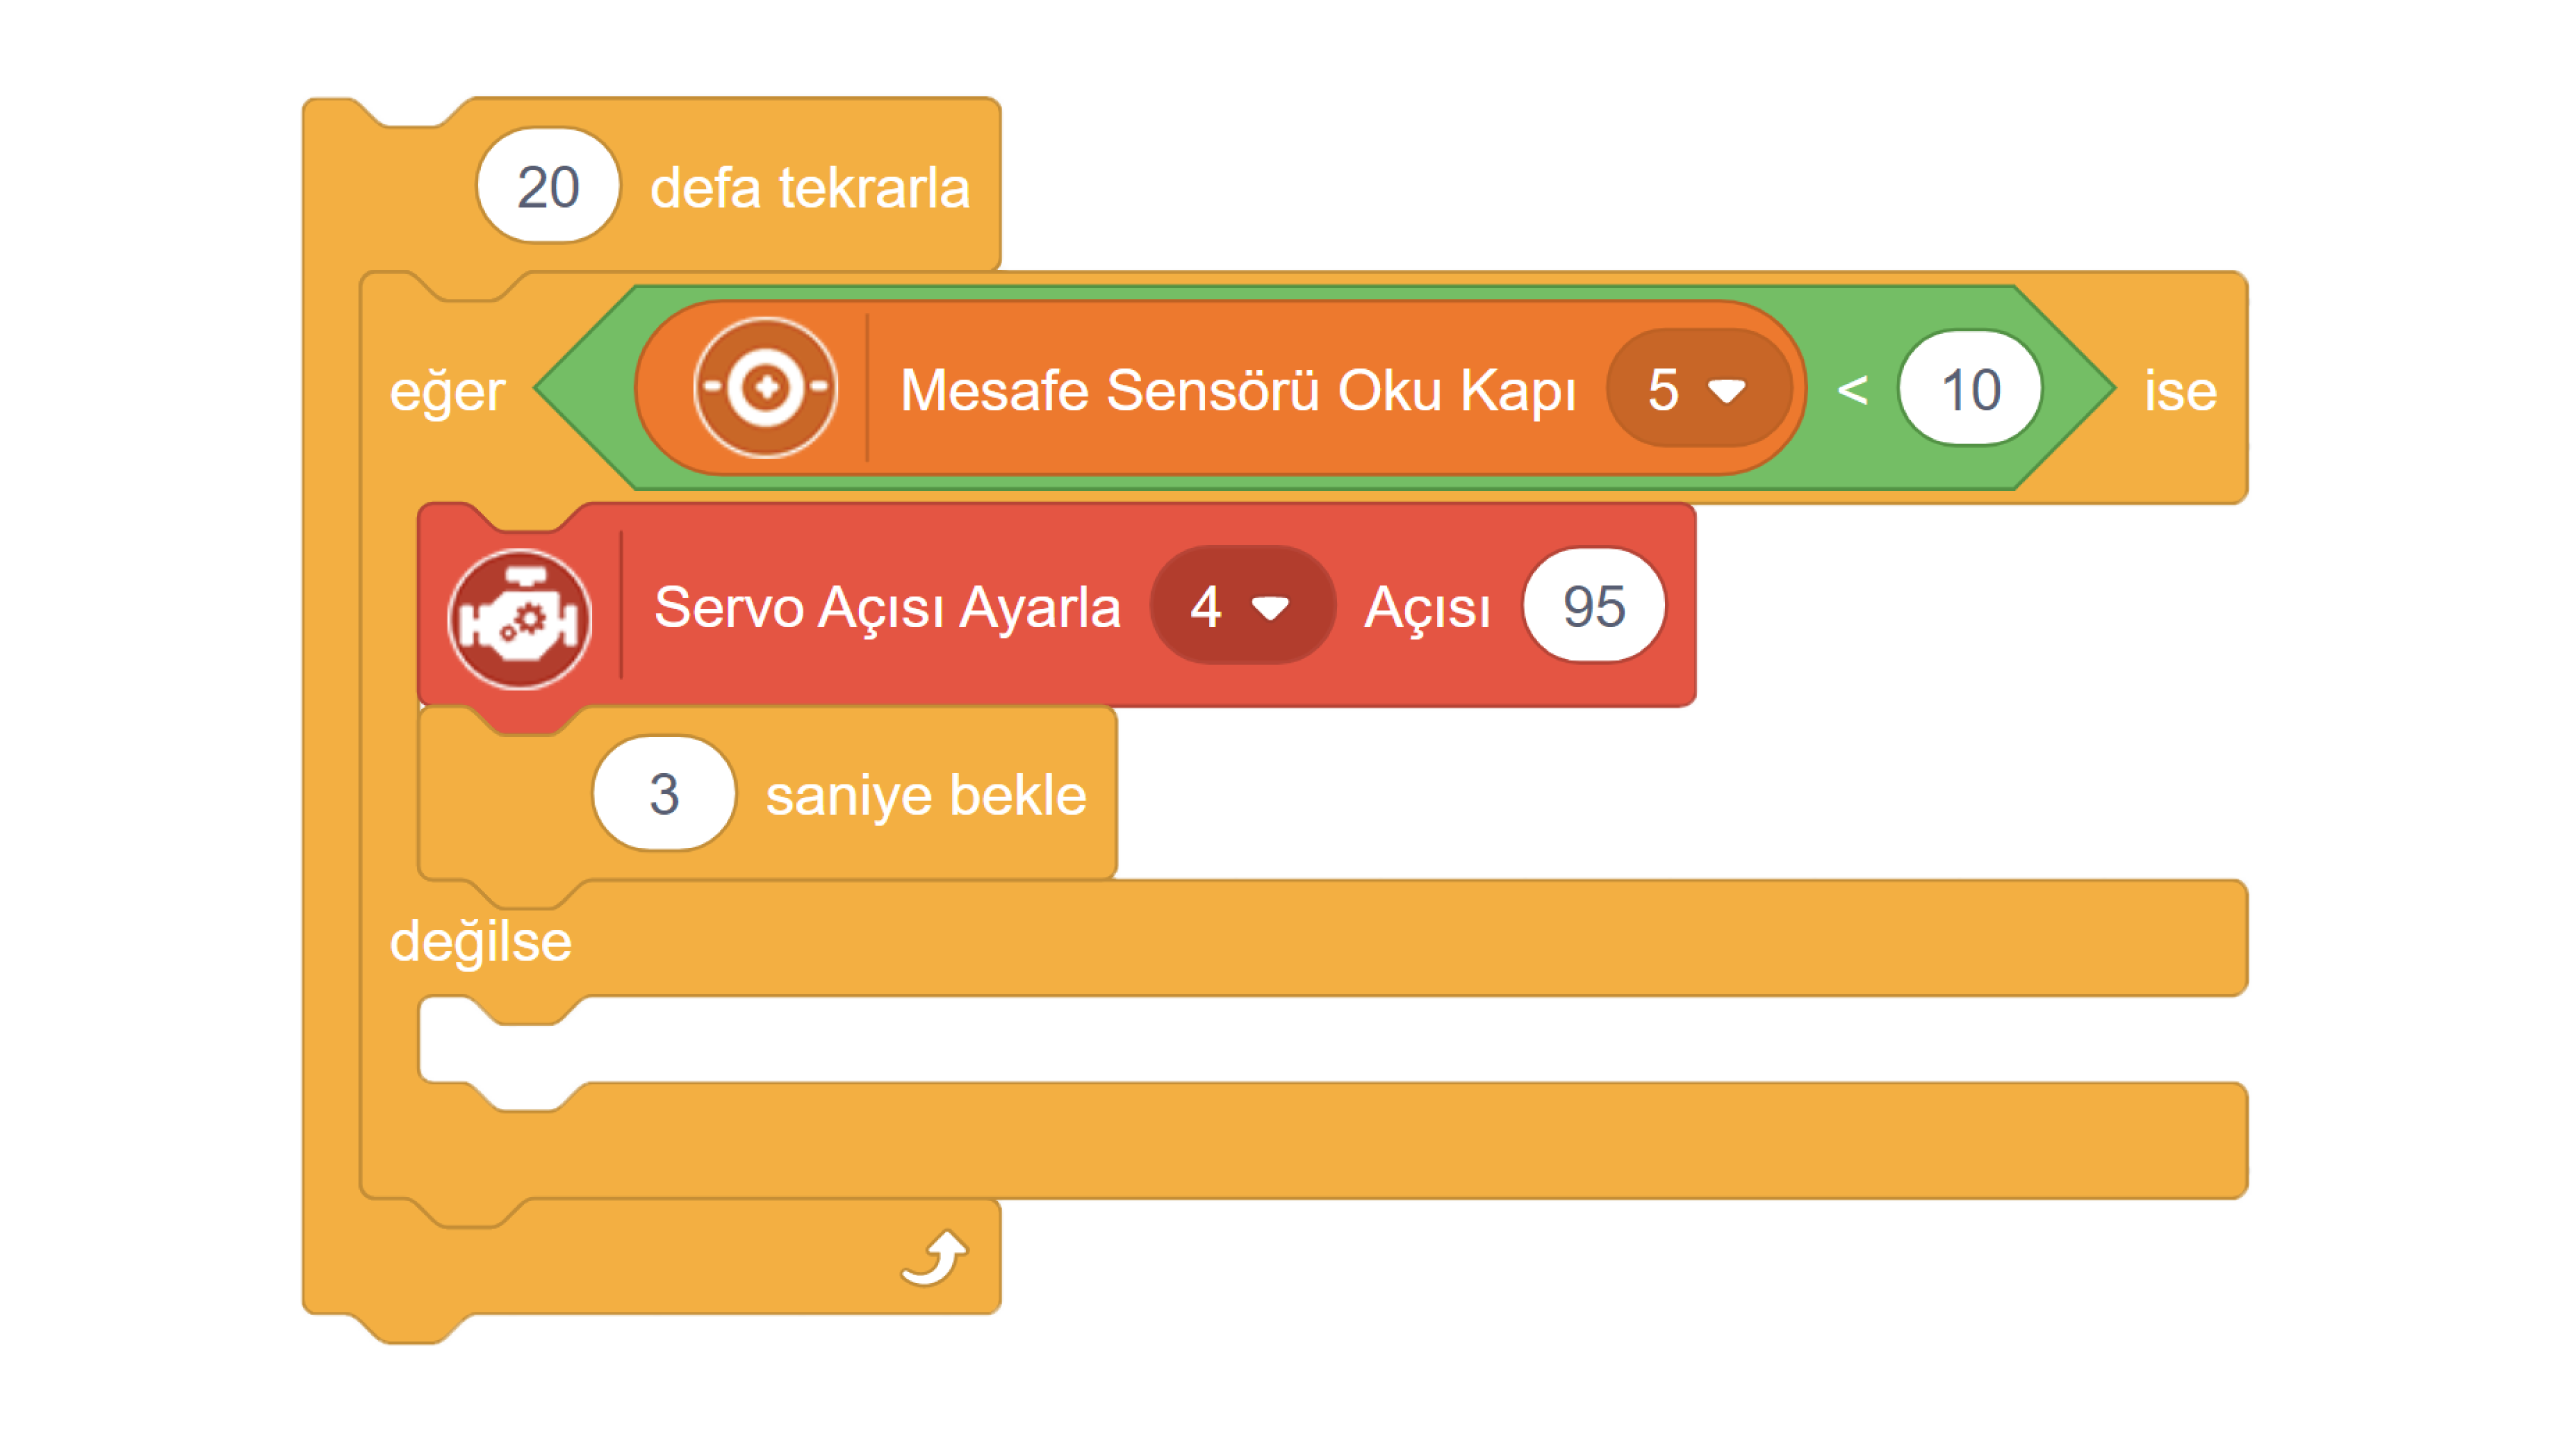 20 defa tekrarla
eğer Mesafe Sensörü Oku Kapı 5 < 10 ise
Servo Açısı Ayarla 4 Açısı 95
3 saniye bekle
değilse